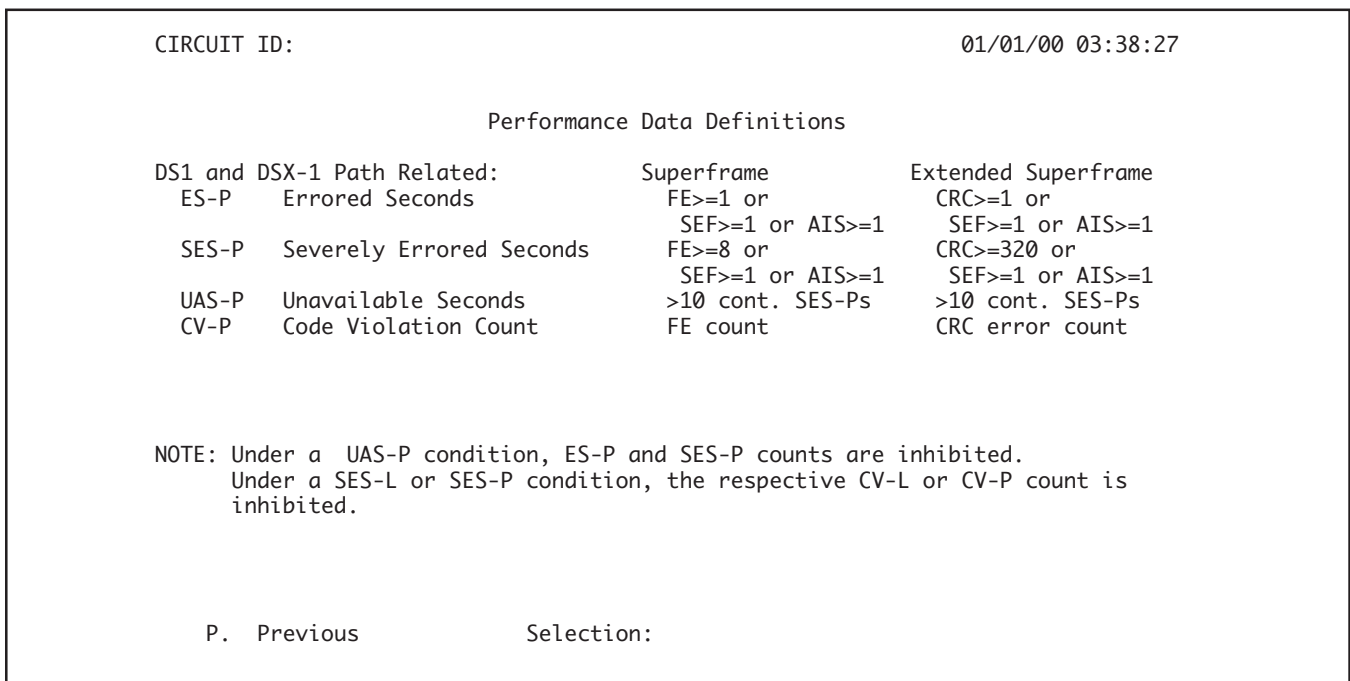 CIRCUIT ID: 01/01/00 03:38:27
Performance Data Definitions
DS1 and DSX-1 Path Related: Superframe Extended Superframe
ES-P Errored Seconds FE>=1 or CRC>=1 or
SEF>=1 or AIS>=1 SEF>=1 or AIS>=1
SES-P Severely Errored Seconds FE>=8 or CRC>=320 or
SEF>=1 or AIS>=1 SEF>=1 or AIS>=1
UAS-P Unavailable Seconds >10 cont. SES-Ps >10 cont. SES-Ps
CV-P Code Violation Count FE count CRC error count
NOTE: Under a UAS-P condition, ES-P and SES-P counts are inhibited.
Under a SES-L or SES-P condition, the respective CV-L or CV-P count is
inhibited.
P. Previous Selection: